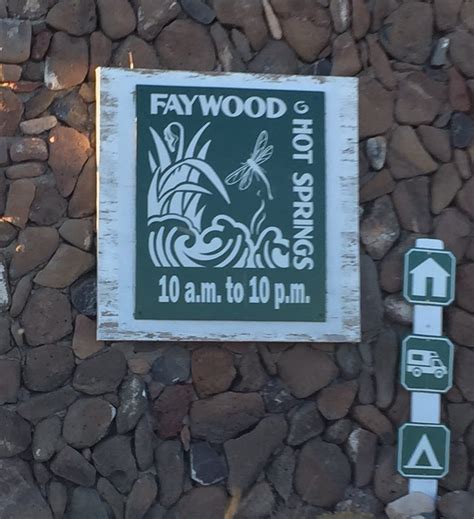 FAYWOOD
HOT SPRINGS
10 a.m. to 10 p.m.